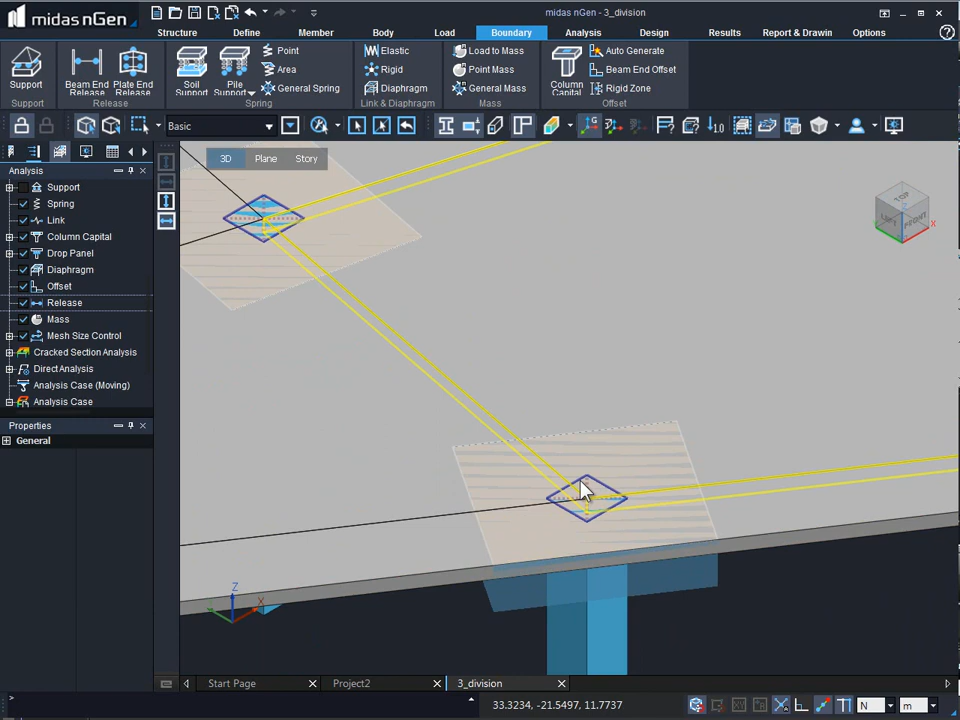 midas nGen
midas nGen - 3_division
Structure Define Member Body Load Boundary Analysis Design Results Report & Drawin Options
Support
Support
Beam End Release
Plate End Release
Release
Soil Support
Pile Support
Point
Area
General Spring
Spring
Elastic
Rigid
Diaphragm
Link & Diaphragm
Load to Mass
Point Mass
General Mass
Mass
Column Capital
Auto Generate
Beam End Offset
Rigid Zone
Offset
Basic
1.0
3D Plane Story
Analysis
Support
Spring
Link
Column Capital
Drop Panel
Diaphragm
Offset
Release
Mass
Mesh Size Control
Cracked Section Analysis
Direct Analysis
Analysis Case (Moving)
Analysis Case
Properties
General
TOP
LEFT
FRONT
X
Z
Z
X
Start Page Project2 3_division
> 33.3234, -21.5497, 11.7737 N m